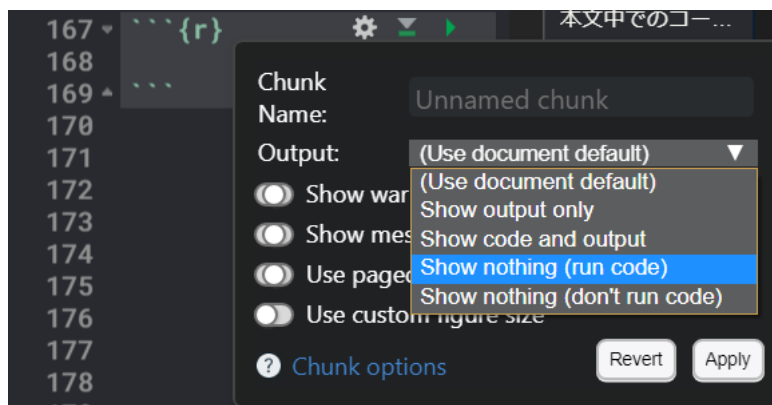 167 ```{r}
本文中でのコー...
168
169 ```
170
171
172
173
174
175
176
177
178
Chunk
Name:
Unnamed chunk
Output:
(Use document default)
(Use document default)
Show output only
Show code and output
Show nothing (run code)
Show nothing (don't run code)
Show war
Show mes
Use paged
Use custom figure size
Chunk options
Revert
Apply